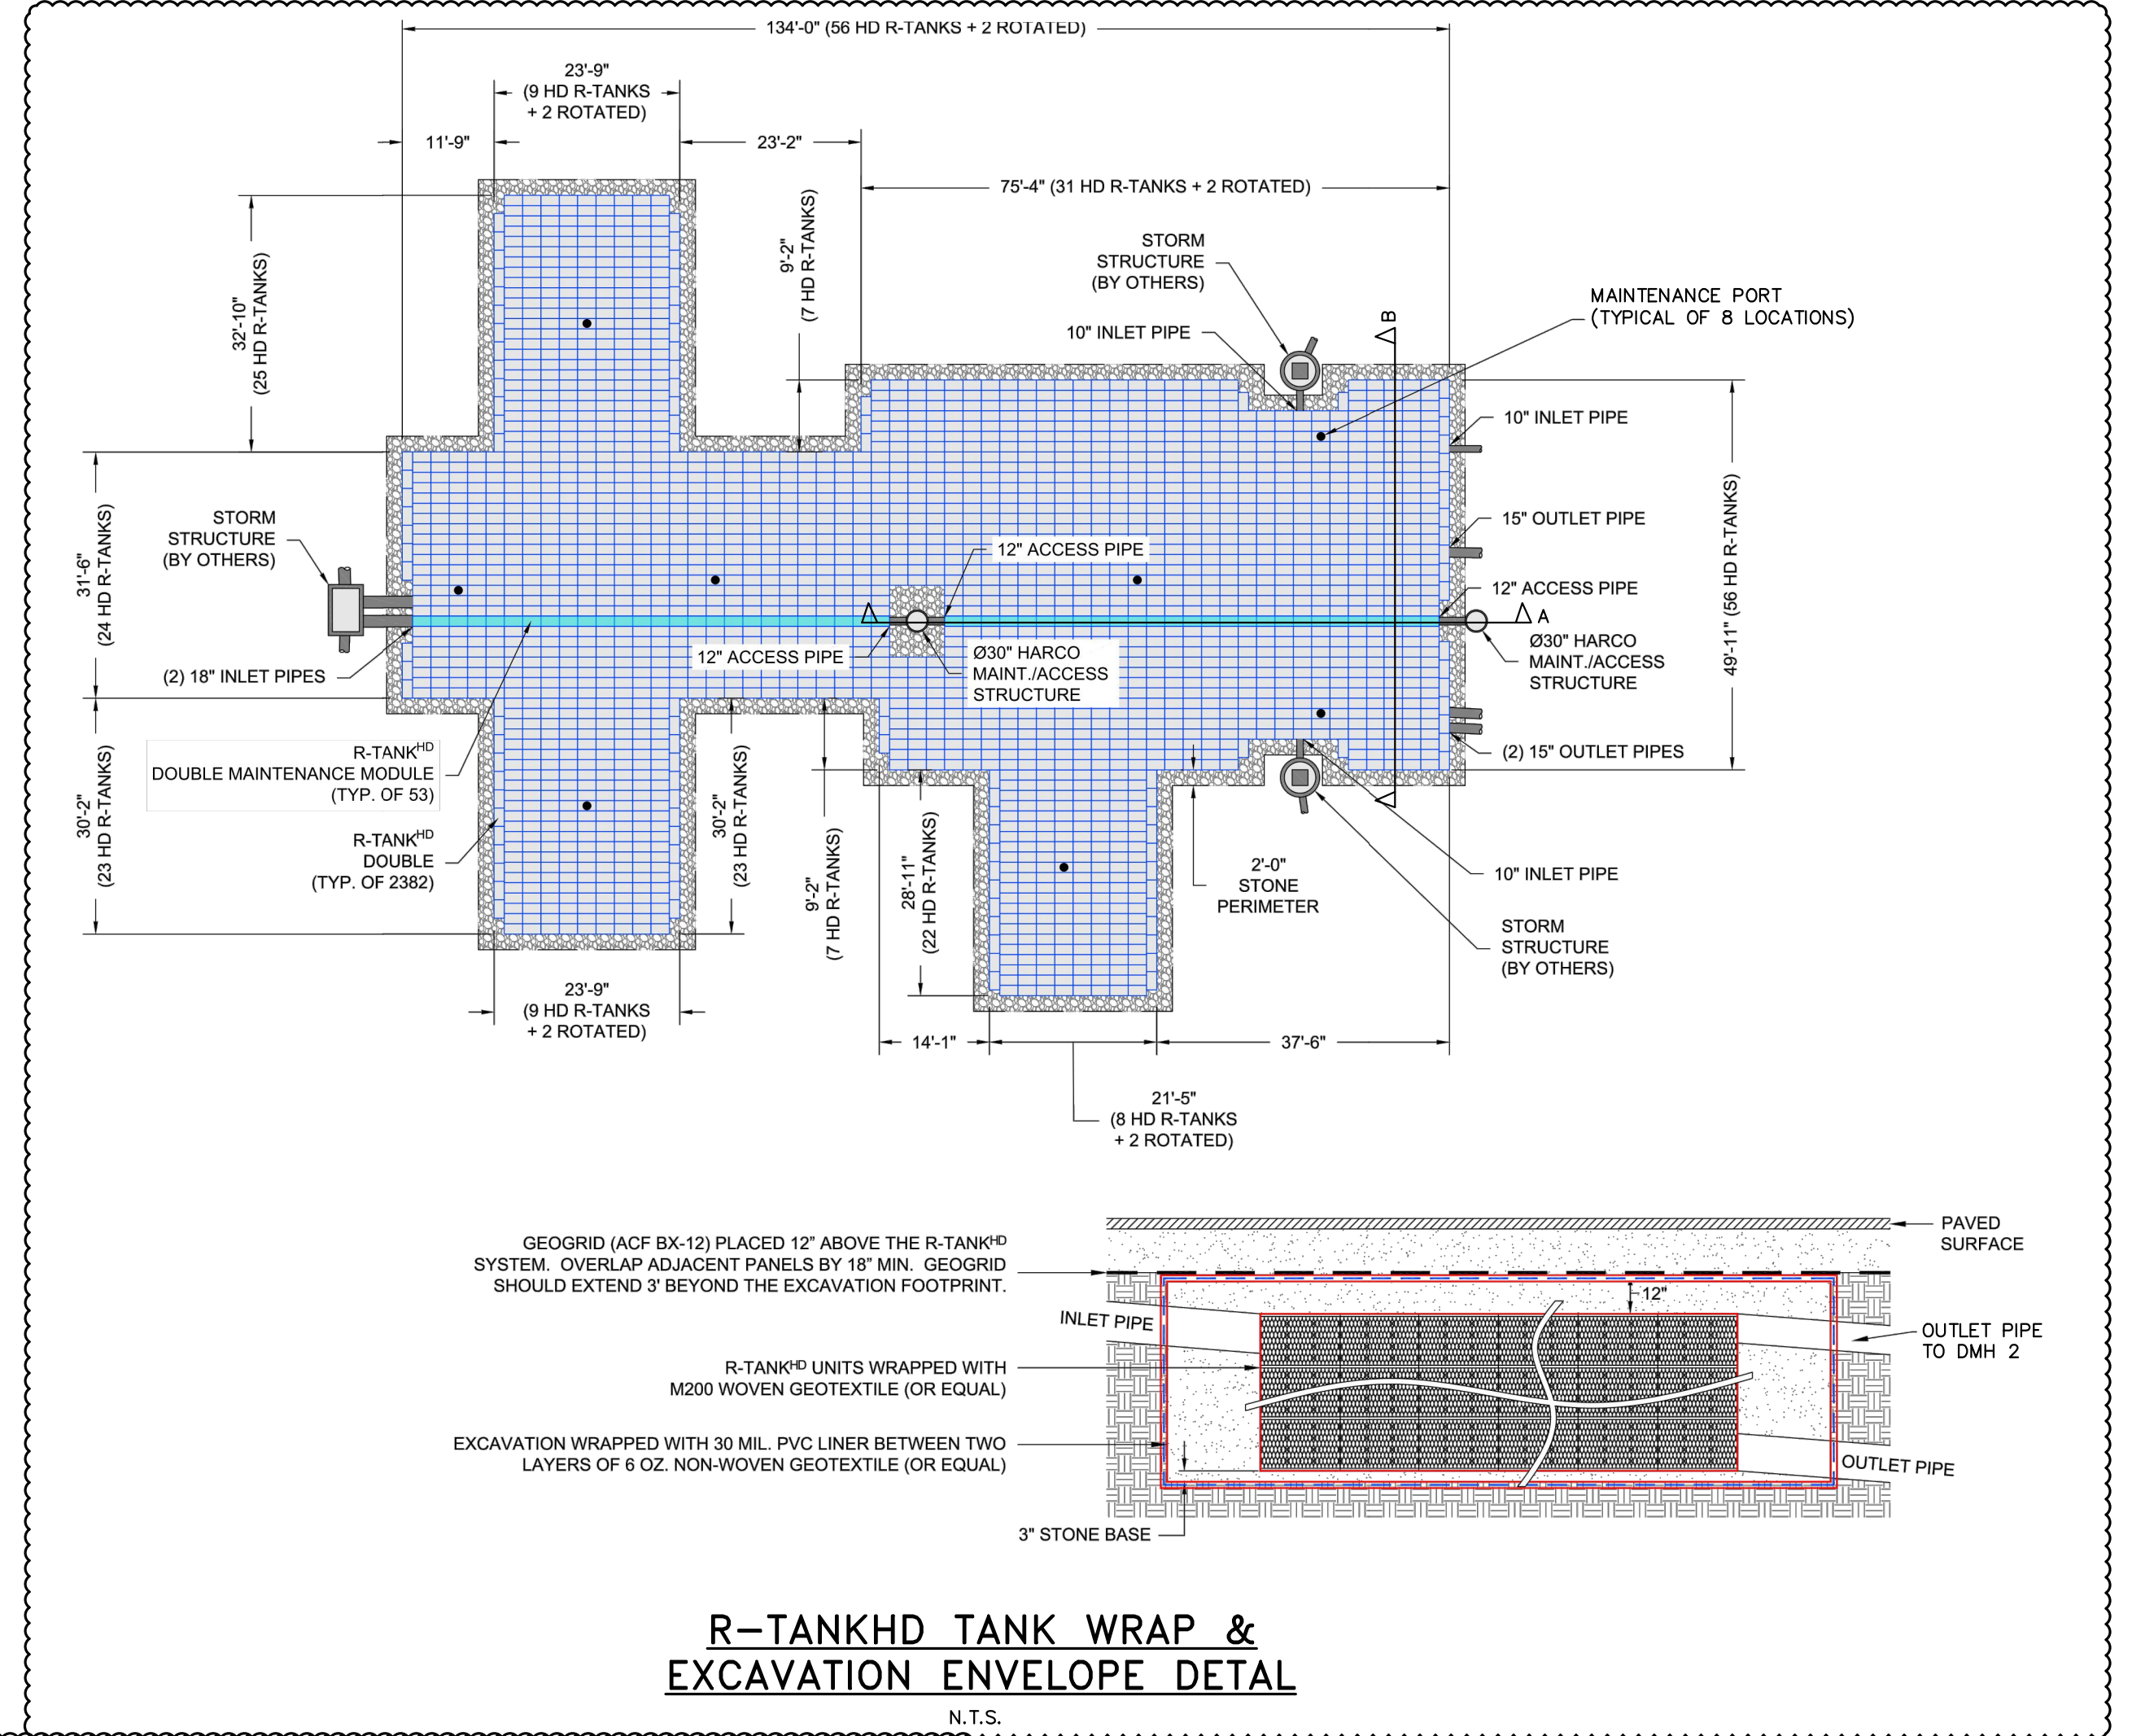 134'-0" (56 HD R-TANKS + 2 ROTATED)
23'-9"
(9 HD R-TANKS
+ 2 ROTATED)
11'-9"
23'-2"
75'-4" (31 HD R-TANKS + 2 ROTATED)
9'-2"
(7 HD R-TANKS)
STORM
STRUCTURE
(BY OTHERS)
10" INLET PIPE
B
MAINTENANCE PORT
(TYPICAL OF 8 LOCATIONS)
32'-10"
(25 HD R-TANKS)
10" INLET PIPE
15" OUTLET PIPE
12" ACCESS PIPE
A
Ø30" HARCO
MAINT./ACCESS
STRUCTURE
49'-11" (56 HD R-TANKS)
STORM
STRUCTURE
(BY OTHERS)
31'-6"
(24 HD R-TANKS)
12" ACCESS PIPE
12" ACCESS PIPE
Ø30" HARCO
MAINT./ACCESS
STRUCTURE
(2) 18" INLET PIPES
(2) 15" OUTLET PIPES
R-TANKHD
DOUBLE MAINTENANCE MODULE
(TYP. OF 53)
30'-2"
(23 HD R-TANKS)
R-TANKHD
DOUBLE
(TYP. OF 2382)
30'-2"
(23 HD R-TANKS)
9'-2"
(7 HD R-TANKS)
28'-11"
(22 HD R-TANKS)
2'-0"
STONE
PERIMETER
10" INLET PIPE
STORM
STRUCTURE
(BY OTHERS)
23'-9"
(9 HD R-TANKS
+ 2 ROTATED)
14'-1"
37'-6"
21'-5"
(8 HD R-TANKS
+ 2 ROTATED)
GEOGRID (ACF BX-12) PLACED 12" ABOVE THE R-TANKHD
SYSTEM. OVERLAP ADJACENT PANELS BY 18" MIN. GEOGRID
SHOULD EXTEND 3' BEYOND THE EXCAVATION FOOTPRINT.
PAVED
SURFACE
12"
INLET PIPE
OUTLET PIPE
TO DMH 2
R-TANKHD UNITS WRAPPED WITH
M200 WOVEN GEOTEXTILE (OR EQUAL)
EXCAVATION WRAPPED WITH 30 MIL. PVC LINER BETWEEN TWO
LAYERS OF 6 OZ. NON-WOVEN GEOTEXTILE (OR EQUAL)
OUTLET PIPE
3" STONE BASE
R-TANKHD TANK WRAP &
EXCAVATION ENVELOPE DETAL
N.T.S.